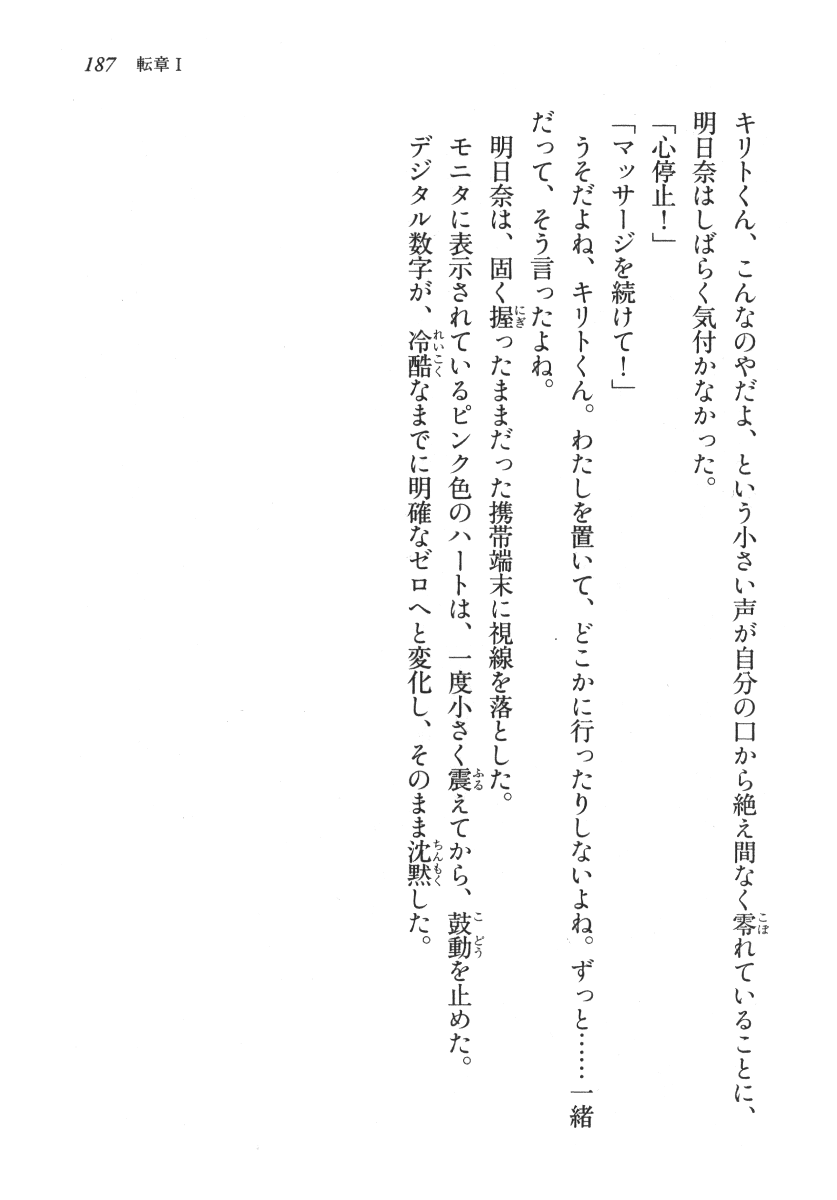 187 転章Ⅰ
キリトくん、こんなのやだよ、という小さい声が自分の口から絶え間なく零れていることに、
明日奈はしばらく気付かなかった。
「心停止！」
「マッサージを続けて！」
うそだよね、キリトくん。わたしを置いて、どこかに行ったりしないよね。ずっと……一緒
だって、そう言ったよね。
明日奈は、固く握ったままだった携帯端末に視線を落とした。
モニタに表示されているピンク色のハートは、一度小さく震えてから、鼓動を止めた。
デジタル数字が、冷酷なまでに明確なゼロへと変化し、そのまま沈黙した。